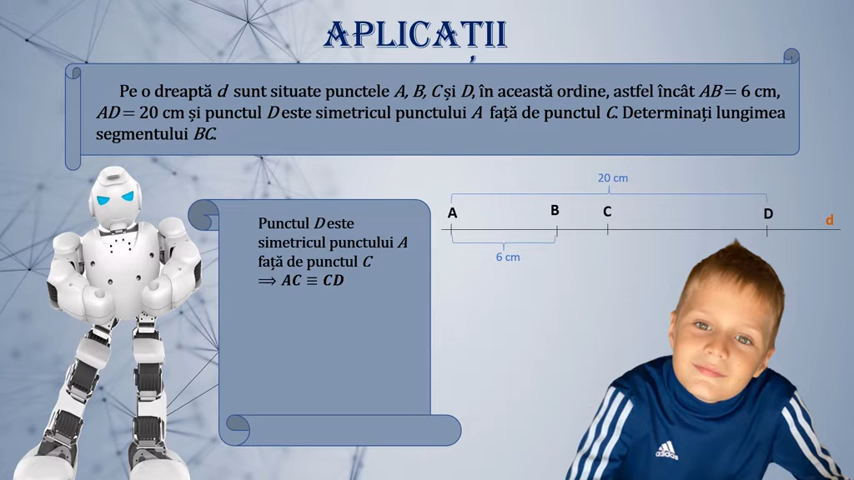 APLICAȚII
Pe o dreaptă d sunt situate punctele A, B, C și D, în această ordine, astfel încât AB = 6 cm,
AD = 20 cm și punctul D este simetricul punctului A față de punctul C. Determinați lungimea
segmentului BC.
20 cm
A B C D d
6 cm
Punctul D este
simetricul punctului A
față de punctul C
⟹ AC ≡ CD
adidas